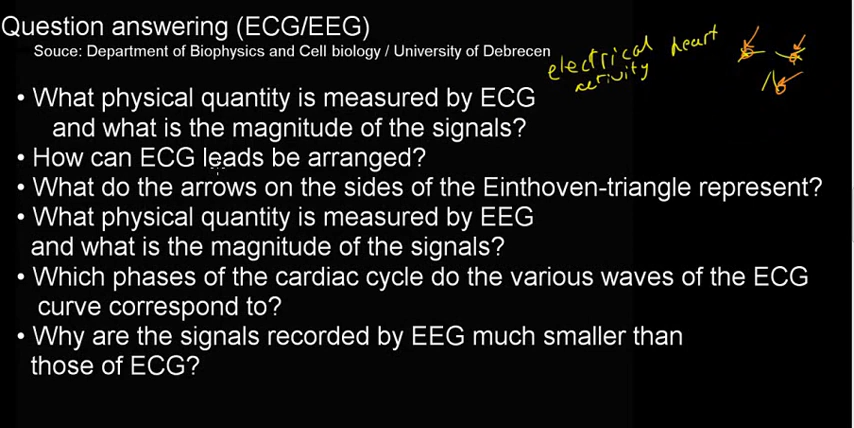 Question answering (ECG/EEG)
Souce: Department of Biophysics and Cell biology / University of Debrecen
electrical heart
activity
• What physical quantity is measured by ECG
and what is the magnitude of the signals?
• How can ECG leads be arranged?
• What do the arrows on the sides of the Einthoven-triangle represent?
• What physical quantity is measured by EEG
and what is the magnitude of the signals?
• Which phases of the cardiac cycle do the various waves of the ECG
curve correspond to?
• Why are the signals recorded by EEG much smaller than
those of ECG?